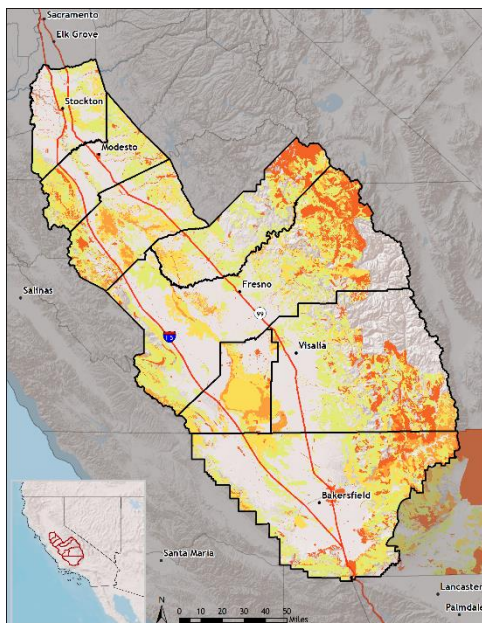 Sacramento
Elk Grove
Stockton
Modesto
Salinas
Fresno
99
Visalia
Bakersfield
Santa Maria
Lancaster
Palmdale
N
0 10 20 30 40 50
Miles